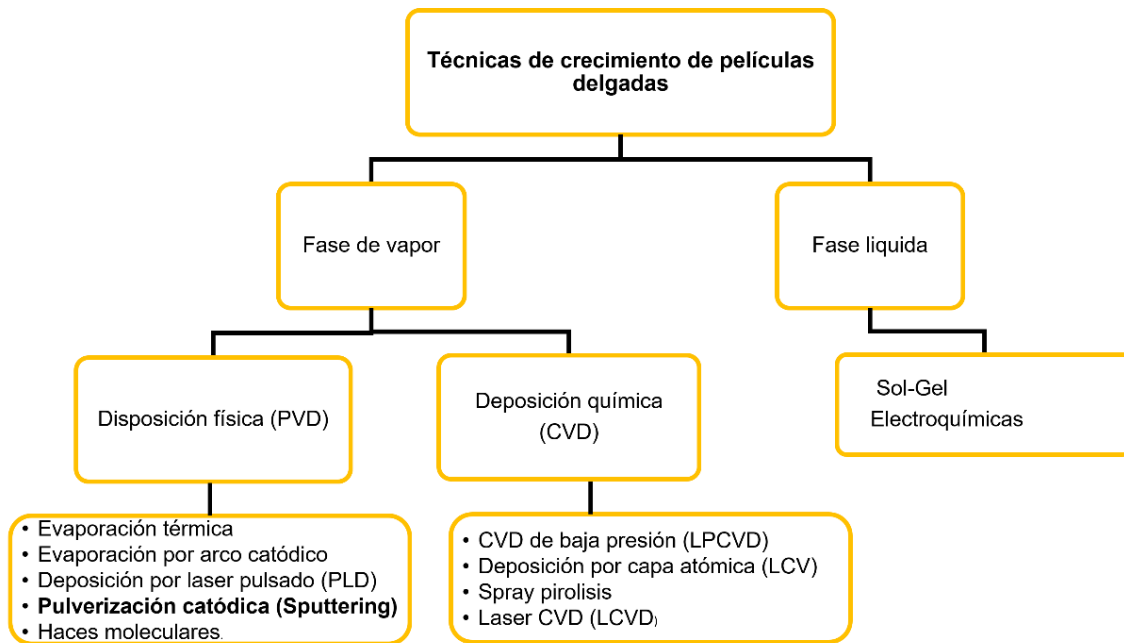 Técnicas de crecimiento de películas
delgadas
Fase de vapor
Fase liquida
Disposición física (PVD)
Deposición química
(CVD)
Sol-Gel
Electroquímicas
• Evaporación térmica
• Evaporación por arco catódico
• Deposición por laser pulsado (PLD)
• Pulverización catódica (Sputtering)
• Haces moleculares.
• CVD de baja presión (LPCVD)
• Deposición por capa atómica (LCV)
• Spray pirolisis
• Laser CVD (LCVD)